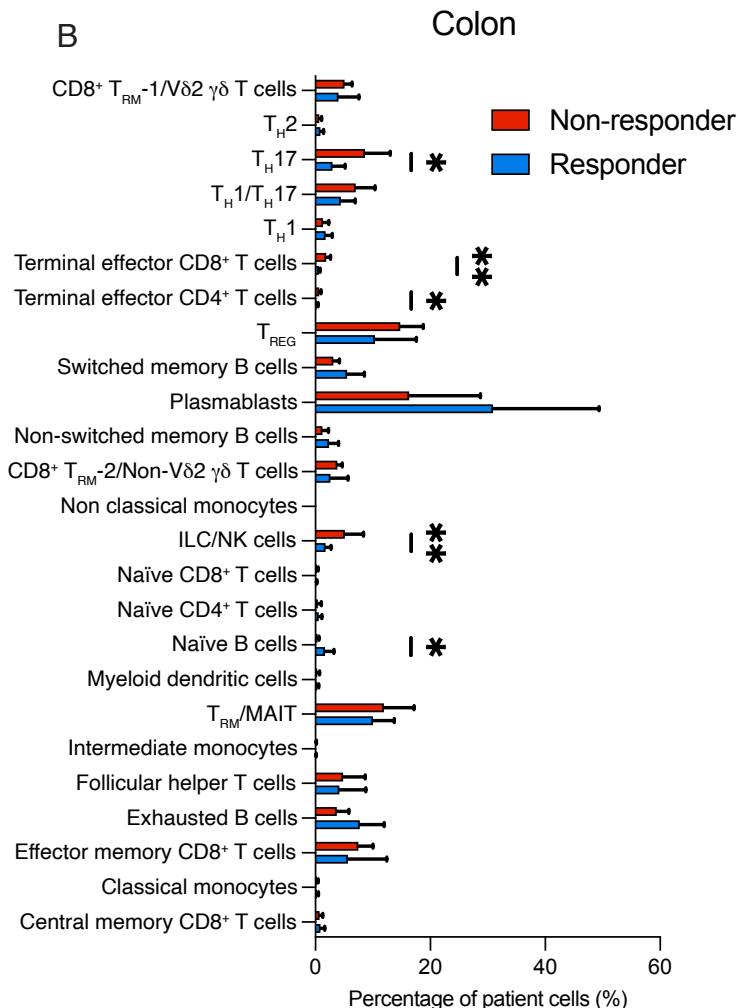 B
Colon
CD8⁺ T_RM-1/Vδ2 γδ T cells
T_H2
T_H17
T_H1/T_H17
T_H1
Terminal effector CD8⁺ T cells
Terminal effector CD4⁺ T cells
T_REG
Switched memory B cells
Plasmablasts
Non-switched memory B cells
CD8⁺ T_RM-2/Non-Vδ2 γδ T cells
Non classical monocytes
ILC/NK cells
Naïve CD8⁺ T cells
Naïve CD4⁺ T cells
Naïve B cells
Myeloid dendritic cells
T_RM/MAIT
Intermediate monocytes
Follicular helper T cells
Exhausted B cells
Effector memory CD8⁺ T cells
Classical monocytes
Central memory CD8⁺ T cells
Non-responder
Responder
*
**
*
**
*
0 20 40 60
Percentage of patient cells (%)